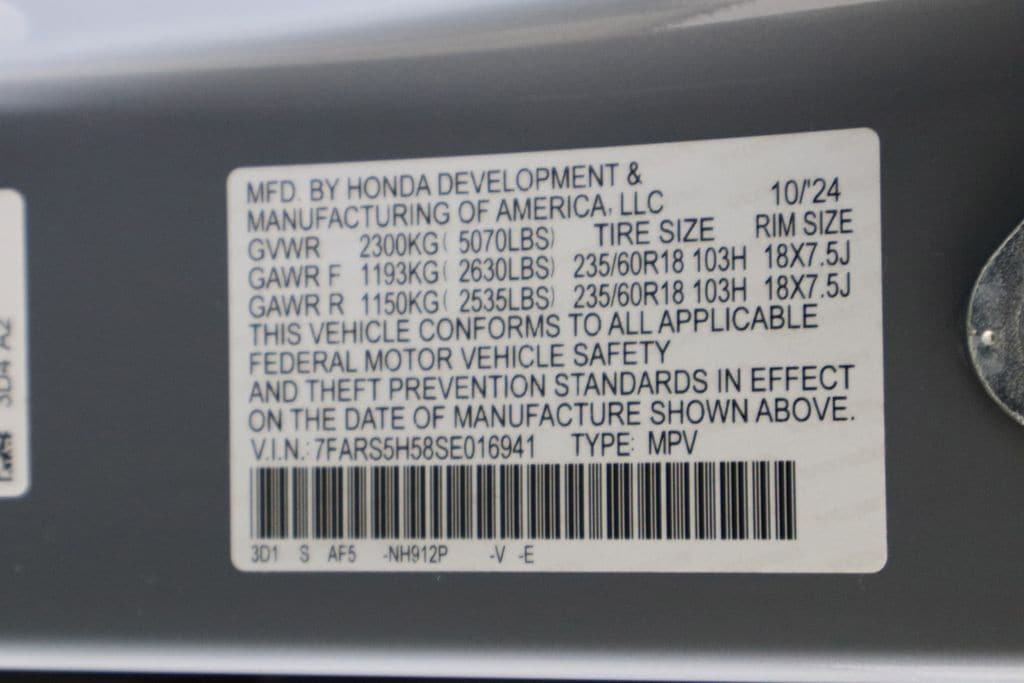 MFD. BY HONDA DEVELOPMENT &
MANUFACTURING OF AMERICA, LLC 10/'24
GVWR 2300KG( 5070LBS) TIRE SIZE RIM SIZE
GAWR F 1193KG( 2630LBS) 235/60R18 103H 18X7.5J
GAWR R 1150KG( 2535LBS) 235/60R18 103H 18X7.5J
THIS VEHICLE CONFORMS TO ALL APPLICABLE
FEDERAL MOTOR VEHICLE SAFETY
AND THEFT PREVENTION STANDARDS IN EFFECT
ON THE DATE OF MANUFACTURE SHOWN ABOVE.
V.I.N.:7FARS5H58SE016941 TYPE: MPV
3D1 S AF5 -NH912P -V -E
3D4 A2